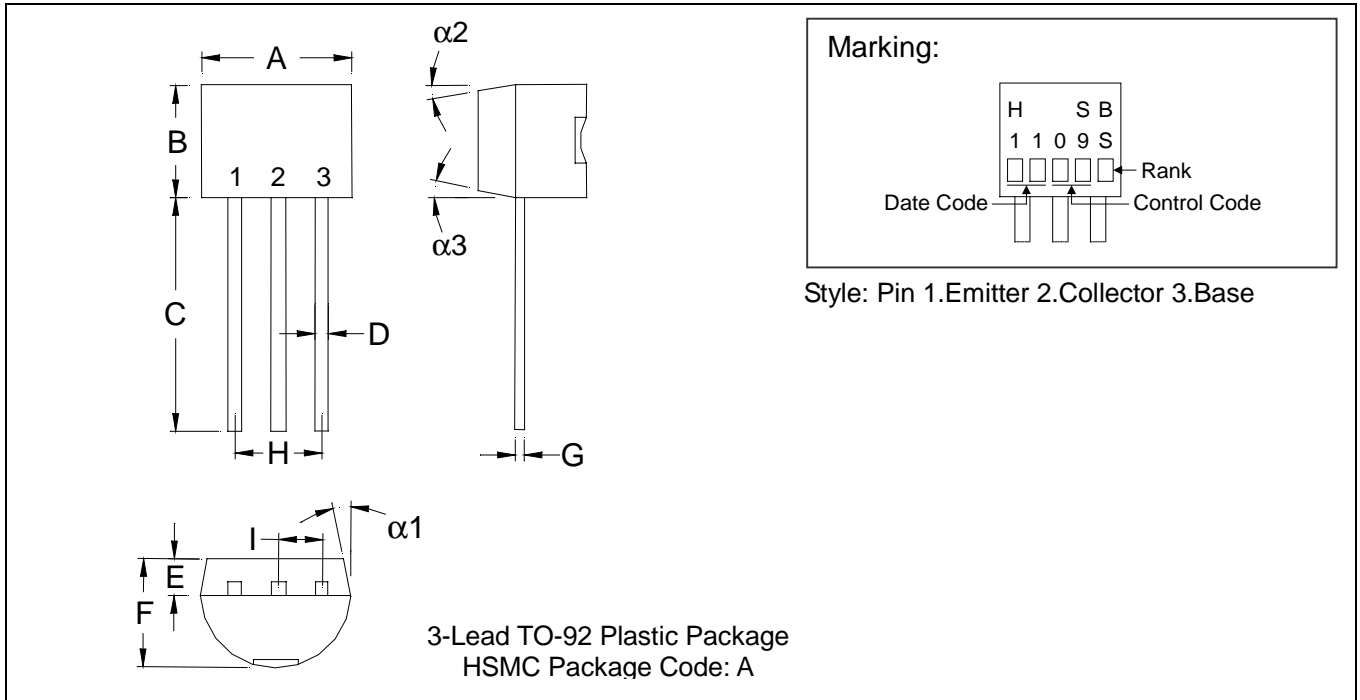 α2
A
B
1 2 3
α3
C
D
H
G
α1
I
E
F
3-Lead TO-92 Plastic Package
HSMC Package Code: A
Marking:
H S B
1 1 0 9 S
Rank
Date Code
Control Code
Style: Pin 1.Emitter 2.Collector 3.Base